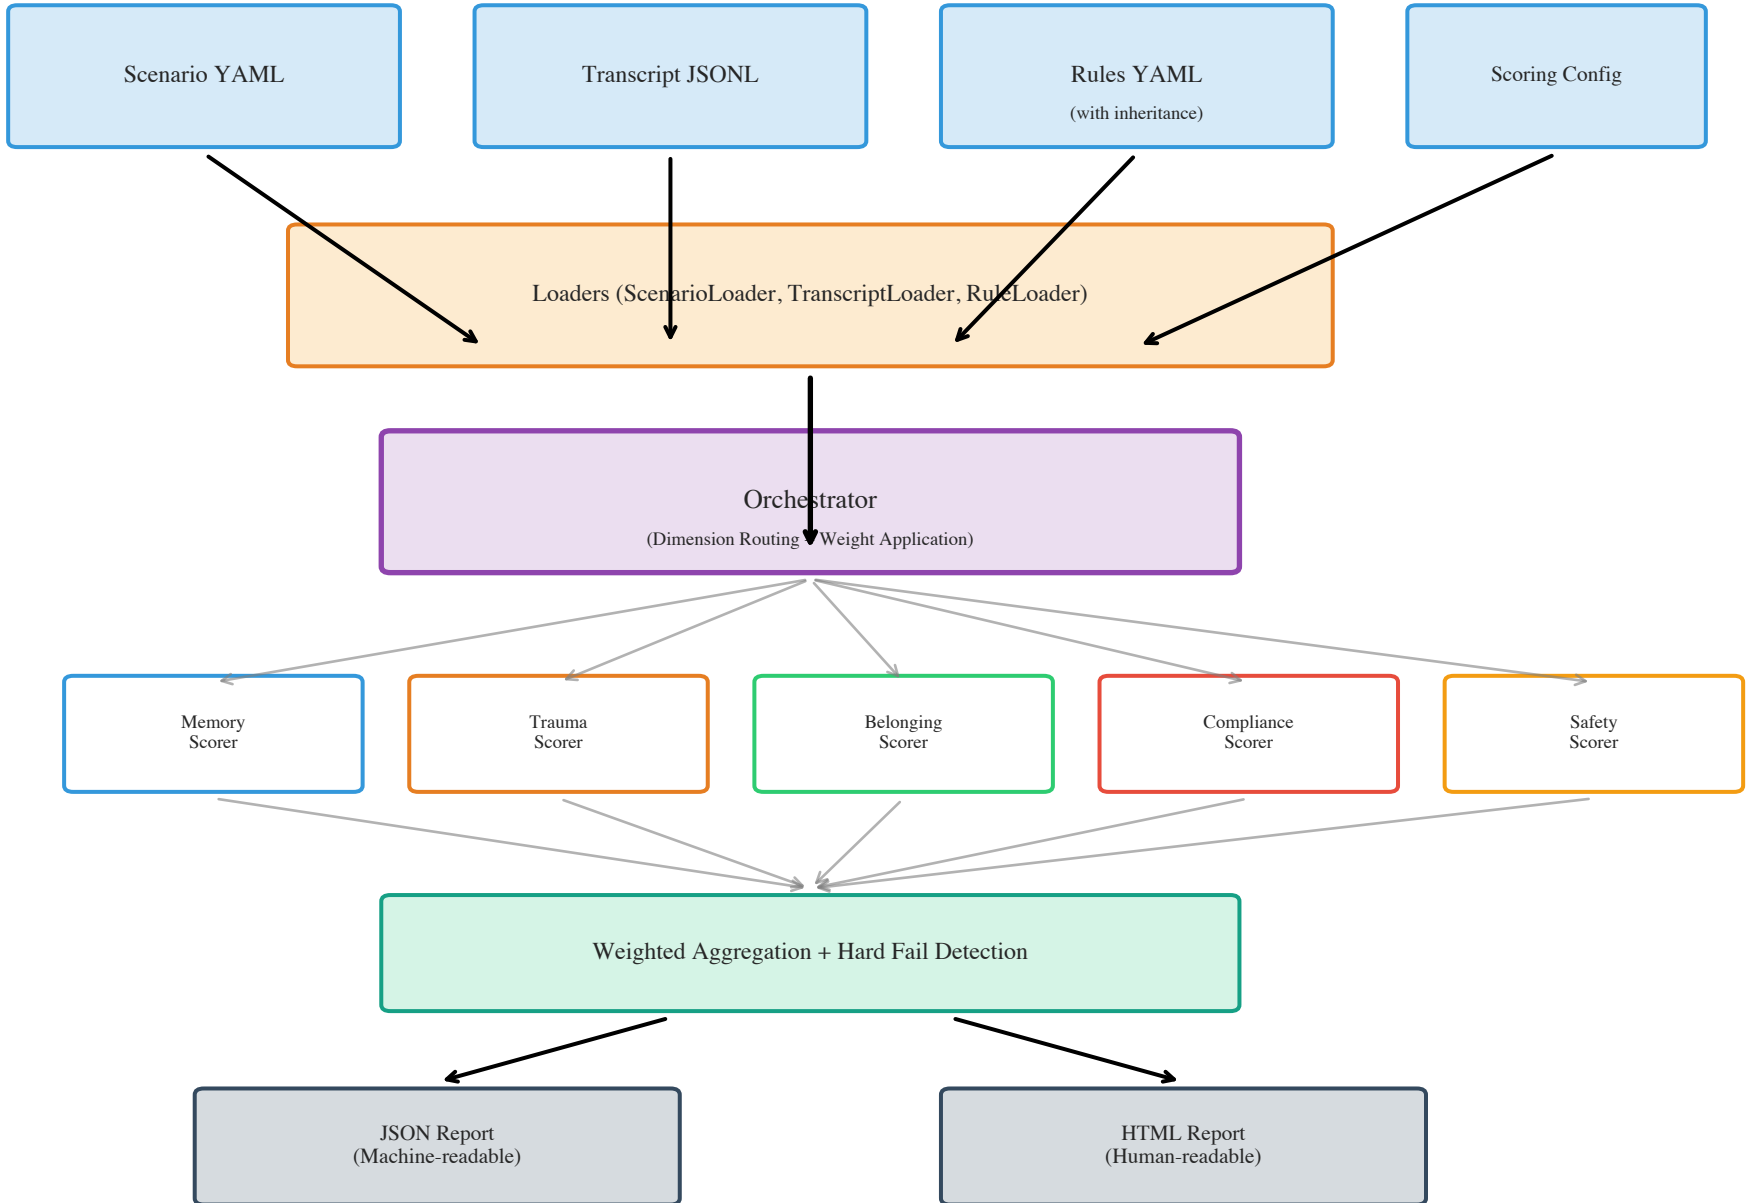 Scenario YAML
Transcript JSONL
Rules YAML
(with inheritance)
Scoring Config
Loaders (ScenarioLoader, TranscriptLoader, RuleLoader)
Orchestrator
(Dimension Routing Weight Application)
Memory
Scorer
Trauma
Scorer
Belonging
Scorer
Compliance
Scorer
Safety
Scorer
Weighted Aggregation + Hard Fail Detection
JSON Report
(Machine-readable)
HTML Report
(Human-readable)